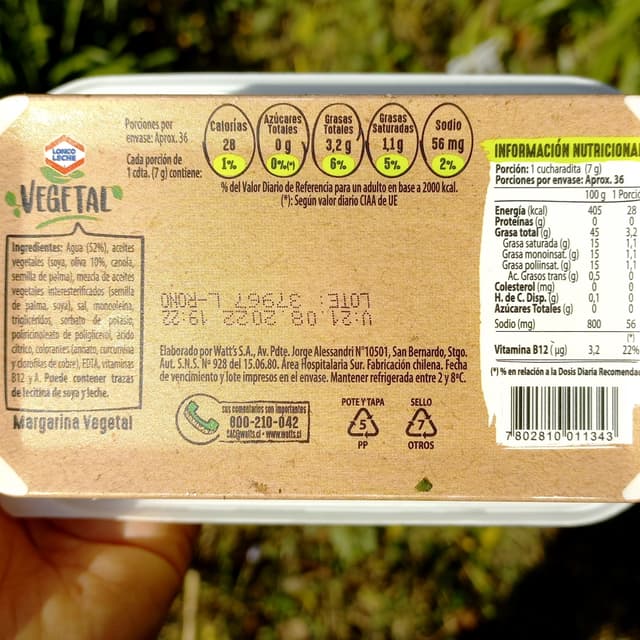 LONCO
LECHE
VEGETAL
Ingredientes: Agua (52%), aceites
vegetales (soya, oliva 10%, canola,
semilla de palma), mezcla de aceites
vegetales interesterificados (semilla
de palma, soya), sal, monooleína,
triglicéridos, sorbato de potasio,
poliricinoleato de poliglicerol, ácido
cítrico, colorantes (annato, cúrcumina
y clorofilas de cobre), EDTA, vitaminas
B12 y A. Puede contener trazas
de lecitina de soya y leche.
Margarina Vegetal
Porciones por
envase: Aprox. 36
Cada porción de
1 cdta. (7 g) contiene:
Calorías
28
1%
Azúcares
Totales
0 g
0%(*)
Grasas
Totales
3,2 g
6%
Grasas
Saturadas
1,1 g
5%
Sodio
56 mg
2%
% del Valor Diario de Referencia para un adulto en base a 2000 kcal.
(*): Según valor diario CIAA de UE
LOTE: 37967 L-RONO
V:21.08.2022 19:22
Elaborado por Watt's S.A., Av. Pdte. Jorge Alessandri N°10501, San Bernardo, Stgo.
Aut. S.N.S. Nº 928 del 15.06.80. Área Hospitalaria Sur. Fabricación chilena. Fecha
de vencimiento y lote impresos en el envase. Mantener refrigerada entre 2 y 8ºC.
sus comentarios son importantes
800-210-042
SAC@watts.cl • www.watts.cl
POTE Y TAPA
5
PP
SELLO
7
OTROS
INFORMACIÓN NUTRICIONAL
Porción: 1 cucharadita (7 g)
Porciones por envase: Aprox. 36
100 g 1 Porció
Energía (kcal) 405 28
Proteínas (g) 0 0
Grasa total (g) 45 3,2
Grasa saturada (g) 15 1,1
Grasa monoinsat. (g) 15 1,1
Grasa poliinsat. (g) 15 1,1
Ac. Grasos trans (g) 0,5 0
Colesterol (mg) 0 0
H. de C. Disp. (g) 0,1 0
Azúcares Totales (g) 0 0
Sodio (mg) 800 56
(*)
Vitamina B12 (µg) 3,2 22%
(*) % en relación a la Dosis Diaria Recomenda
7 802810 011343